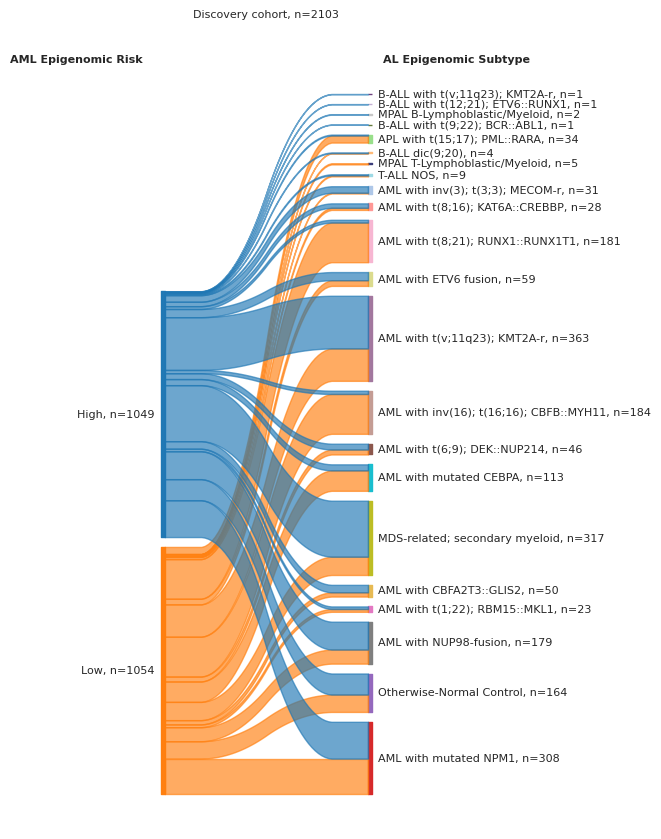 Discovery cohort, n=2103
AML Epigenomic Risk
AL Epigenomic Subtype
B-ALL with t(v;11q23); KMT2A-r, n=1
B-ALL with t(12;21); ETV6::RUNX1, n=1
MPAL B-Lymphoblastic/Myeloid, n=2
B-ALL with t(9;22); BCR::ABL1, n=1
APL with t(15;17); PML::RARA, n=34
B-ALL dic(9;20), n=4
MPAL T-Lymphoblastic/Myeloid, n=5
T-ALL NOS, n=9
AML with inv(3); t(3;3); MECOM-r, n=31
AML with t(8;16); KAT6A::CREBBP, n=28
AML with t(8;21); RUNX1::RUNX1T1, n=181
AML with ETV6 fusion, n=59
AML with t(v;11q23); KMT2A-r, n=363
High, n=1049
AML with inv(16); t(16;16); CBFB::MYH11, n=184
AML with t(6;9); DEK::NUP214, n=46
AML with mutated CEBPA, n=113
MDS-related; secondary myeloid, n=317
AML with CBFA2T3::GLIS2, n=50
AML with t(1;22); RBM15::MKL1, n=23
AML with NUP98-fusion, n=179
Low, n=1054
Otherwise-Normal Control, n=164
AML with mutated NPM1, n=308